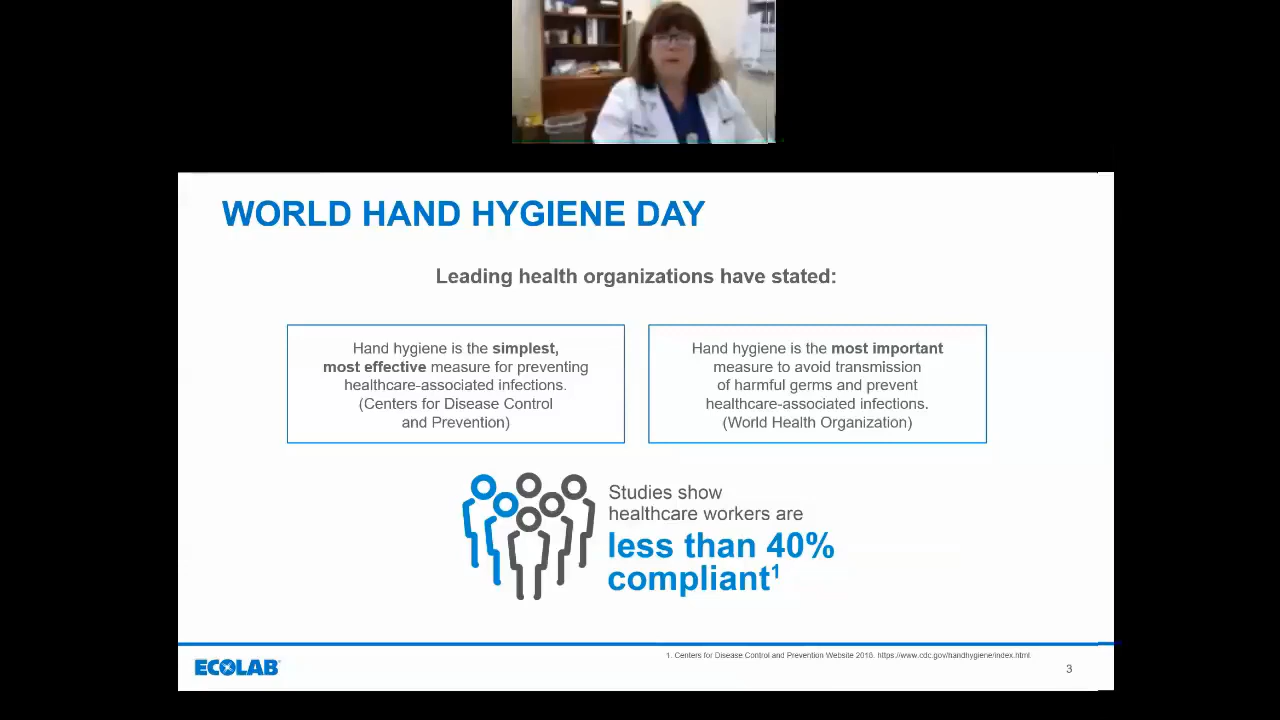 WORLD HAND HYGIENE DAY
Leading health organizations have stated:
Hand hygiene is the simplest,
most effective measure for preventing
healthcare-associated infections.
(Centers for Disease Control
and Prevention)
Hand hygiene is the most important
measure to avoid transmission
of harmful germs and prevent
healthcare-associated infections.
(World Health Organization)
Studies show
healthcare workers are
less than 40%
compliant1
1. Centers for Disease Control and Prevention Website 2016. https://www.cdc.gov/handhygiene/index.html
ECOLAB
3